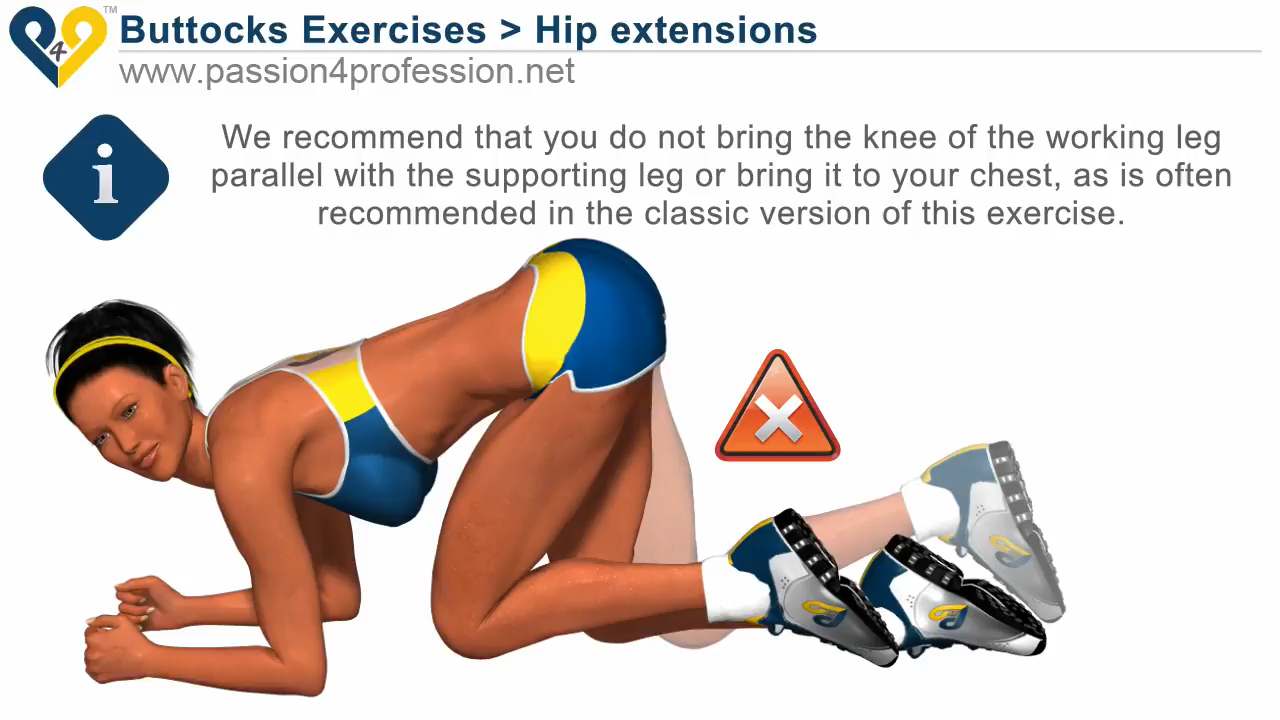 Buttocks Exercises > Hip extensions
www.passion4profession.net
We recommend that you do not bring the knee of the working leg
parallel with the supporting leg or bring it to your chest, as is often
recommended in the classic version of this exercise.
4
TM
i